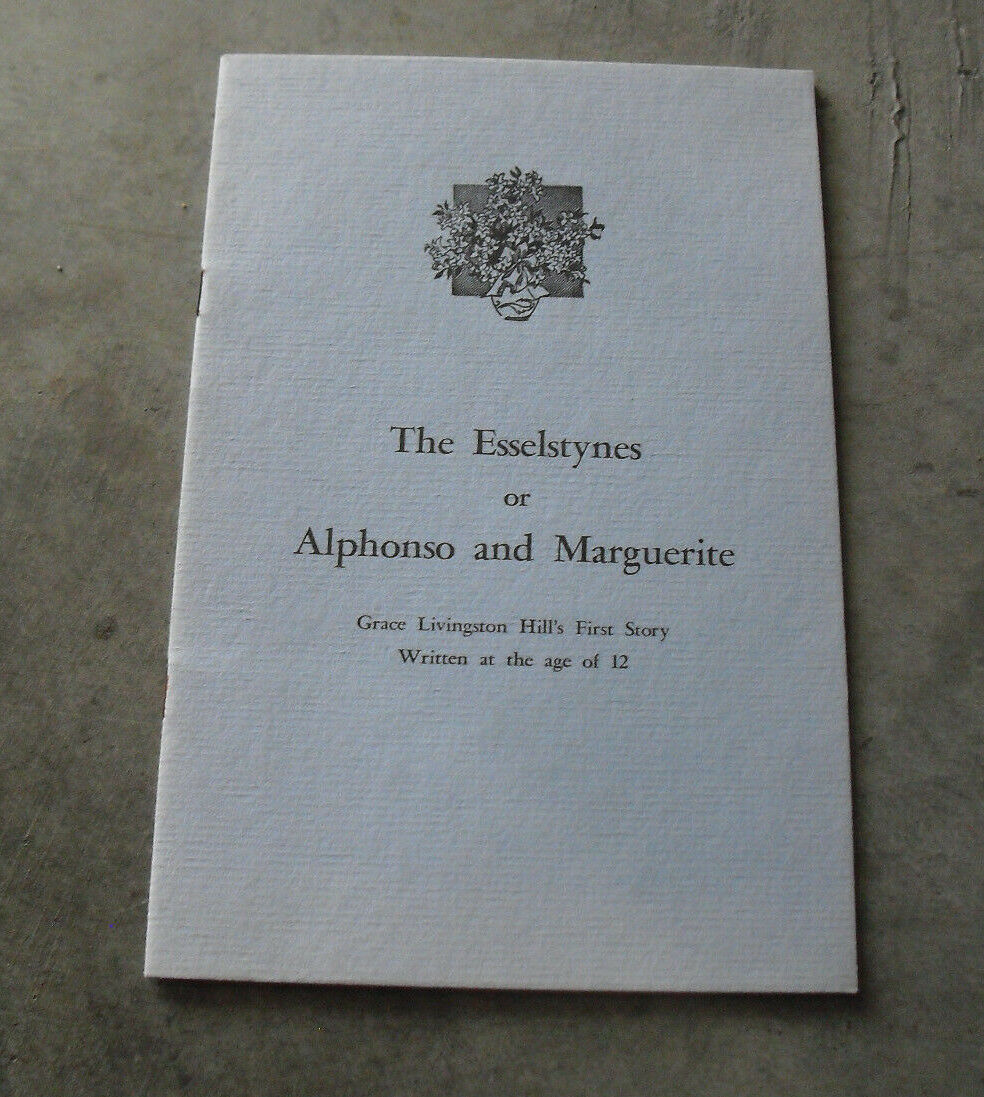 The Esselstynes
or
Alphonso and Marguerite
Grace Livingston Hill's First Story
Written at the age of 12